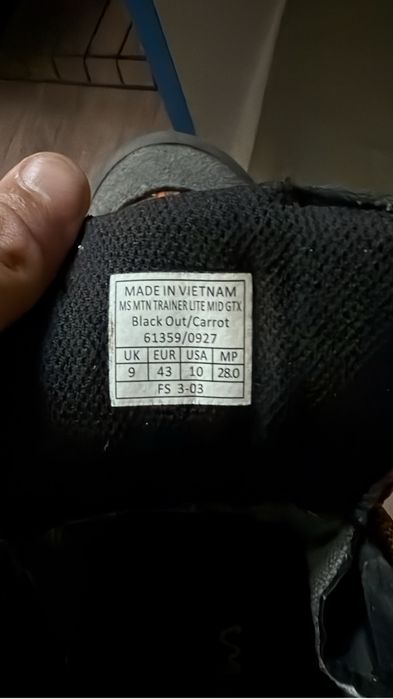 MADE IN VIETNAM
MS MTN TRAINER LITE MID GTX
Black Out/Carrot
61359/0927
UK EUR USA MP
9 43 10 28.0
FS 3-03